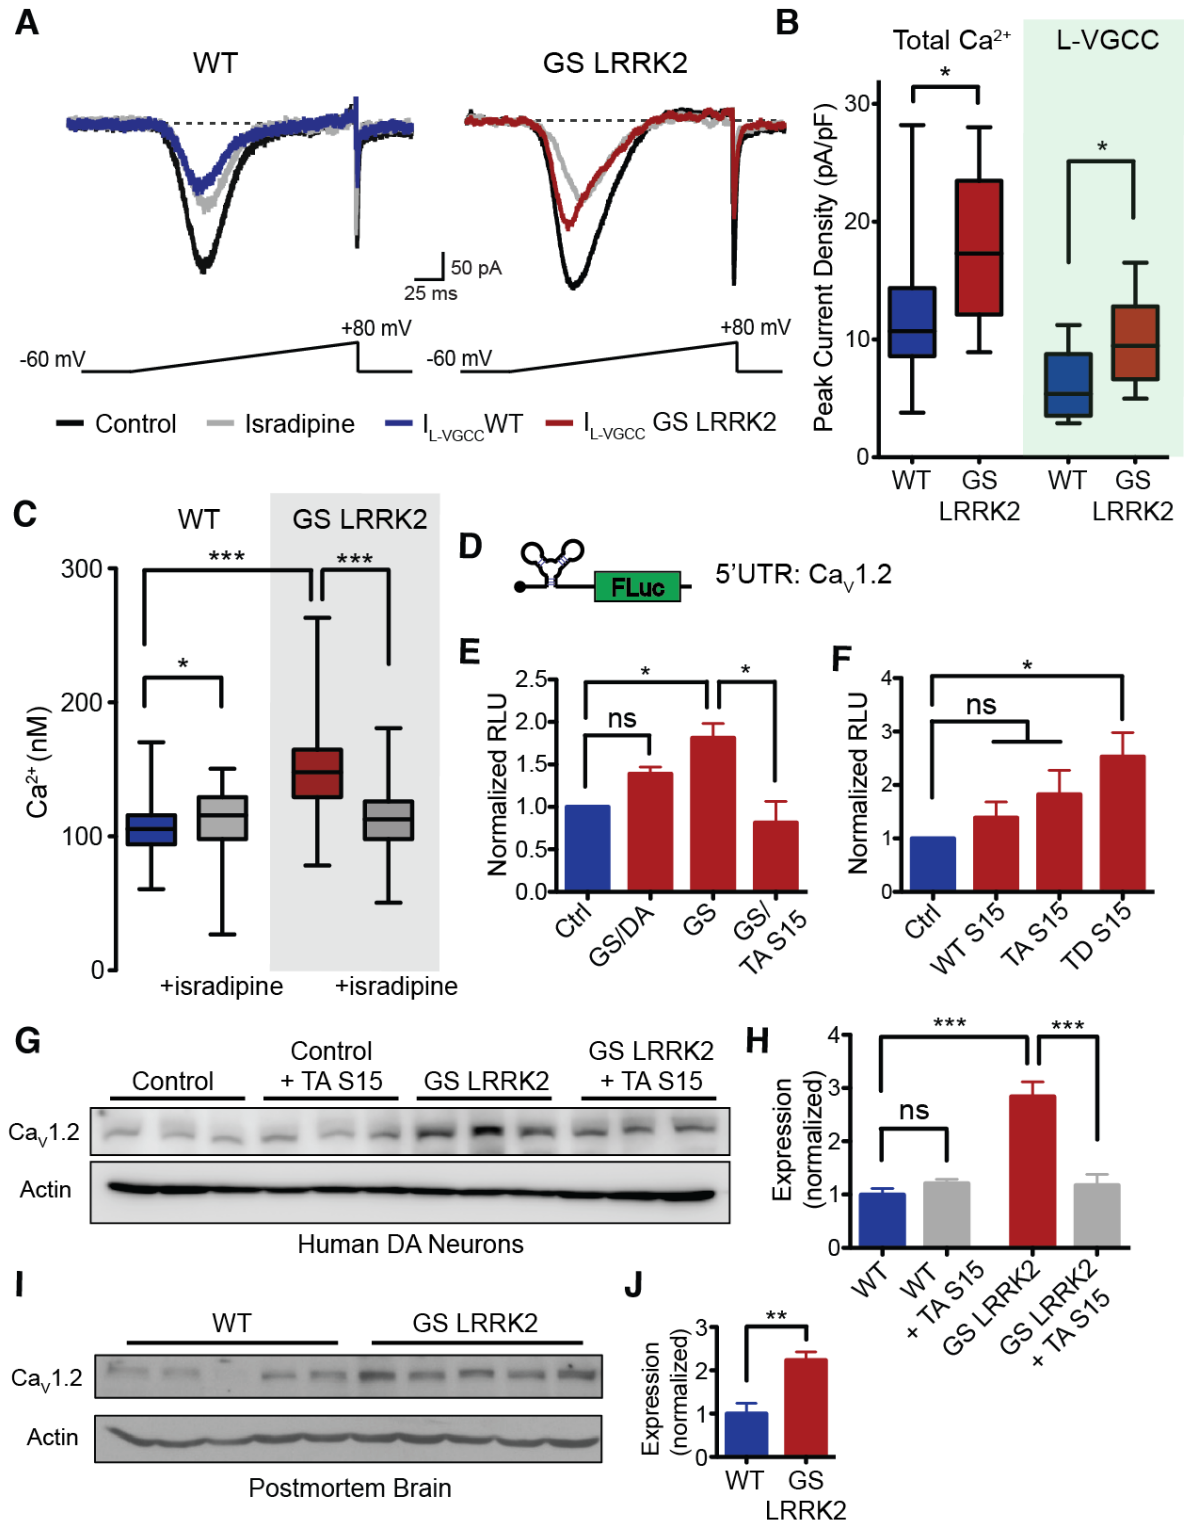 A
WT
GS LRRK2
50 pA
25 ms
-60 mV
+80 mV
-60 mV
+80 mV
Control
Isradipine
I L-VGCC WT
I L-VGCC GS LRRK2
B
Total Ca2+
L-VGCC
*
*
Peak Current Density (pA/pF)
30
20
10
0
WT
GS
LRRK2
WT
GS
LRRK2
C
WT
GS LRRK2
***
***
*
Ca2+ (nM)
300
200
100
0
+isradipine
+isradipine
D
FLuc
5'UTR: CaV1.2
E
*
*
ns
Normalized RLU
2.5
2.0
1.5
1.0
0.5
0.0
Ctrl
GS/DA
GS
GS/
TA S15
F
*
ns
Normalized RLU
4
3
2
1
0
Ctrl
WT S15
TA S15
TD S15
G
Control
Control
+ TA S15
GS LRRK2
GS LRRK2
+ TA S15
CaV1.2
Actin
Human DA Neurons
H
***
***
ns
Expression
(normalized)
4
3
2
1
0
WT
WT
+ TA S15
GS LRRK2
GS LRRK2
+ TA S15
I
WT
GS LRRK2
CaV1.2
Actin
Postmortem Brain
J
**
Expression
(normalized)
3
2
1
0
WT
GS
LRRK2